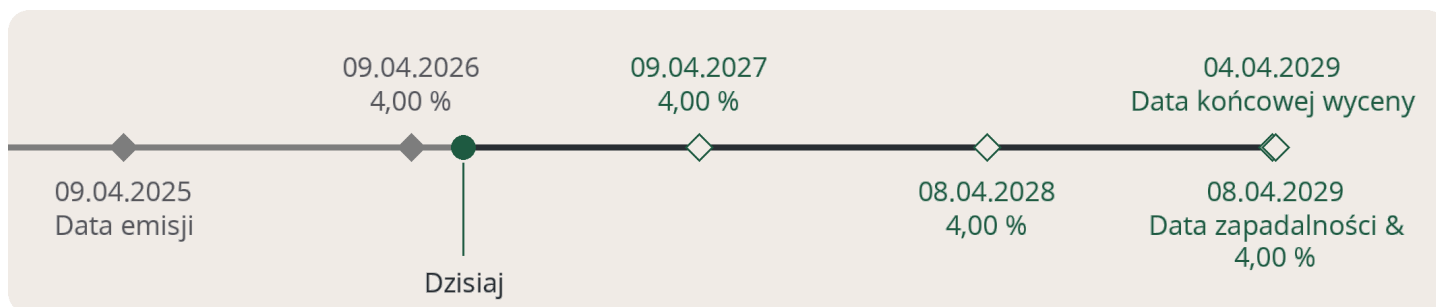 09.04.2026
4,00 %
09.04.2027
4,00 %
04.04.2029
Data końcowej wyceny
09.04.2025
Data emisji
08.04.2028
4,00 %
08.04.2029
Data zapadalności &
4,00 %
Dzisiaj